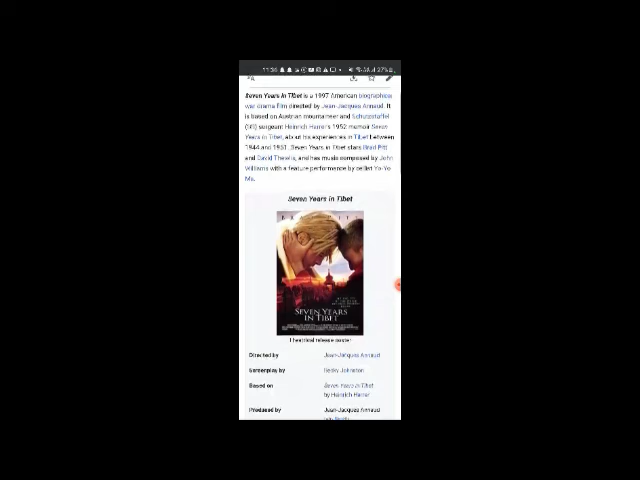 11:56
27%
Seven Years in Tibet is a 1997 American biographical
war drama film directed by Jean-Jacques Annaud. It
is based on Austrian mountaineer and Schutzstaffel
(SS) sergeant Heinrich Harrer's 1952 memoir Seven
Years in Tibet, about his experiences in Tibet between
1944 and 1951. Seven Years in Tibet stars Brad Pitt
and David Thewlis, and has music composed by John
Williams with a feature performance by cellist Yo-Yo
Ma.
Seven Years in Tibet
BRAD PITT
SEVEN YEARS
IN TIBET
Theatrical release poster
Directed by Jean-Jacques Annaud
Screenplay by Becky Johnston
Based on Seven Years in Tibet
by Heinrich Harrer
Produced by Jean-Jacques Annaud